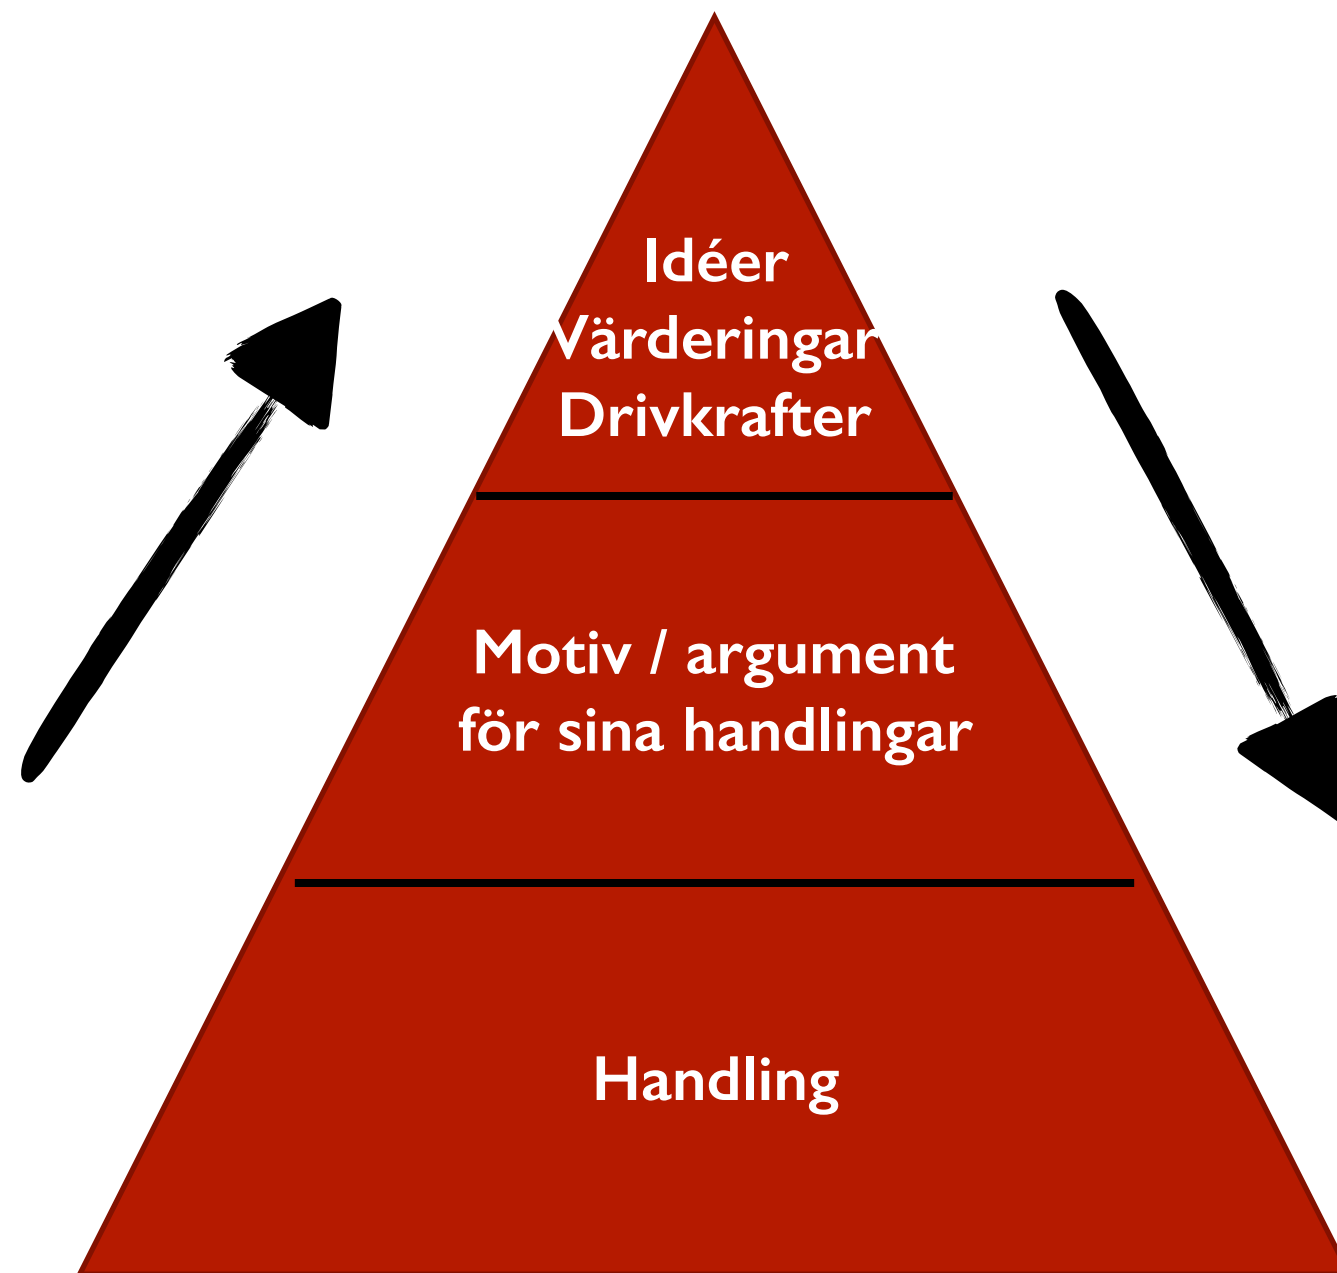 Idéer
Värderingar
Drivkrafter
Motiv / argument
för sina handlingar
Handling